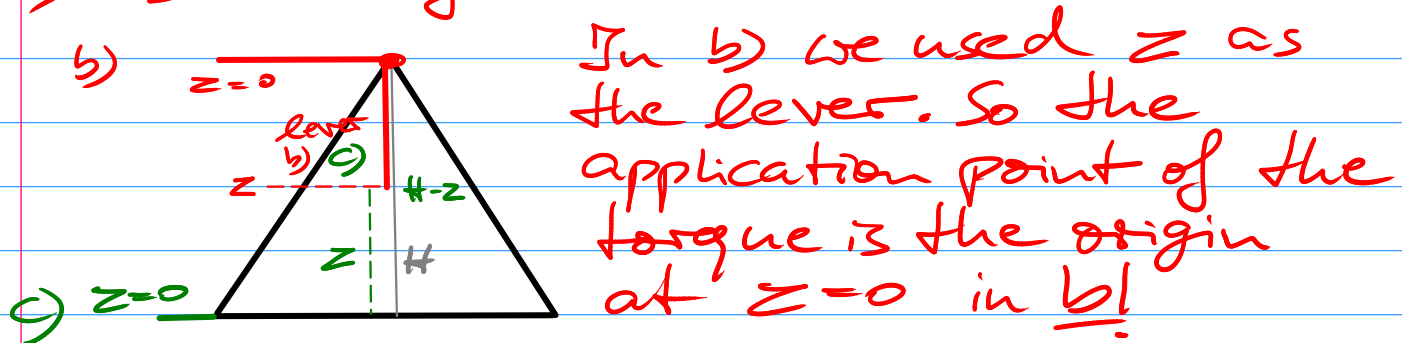 b)
z=0
lever
b) c)
z
H-z
z
H
c) z=0
In b) we used z as
the lever. So the
application point of the
torque is the origin
at z=0 in b!